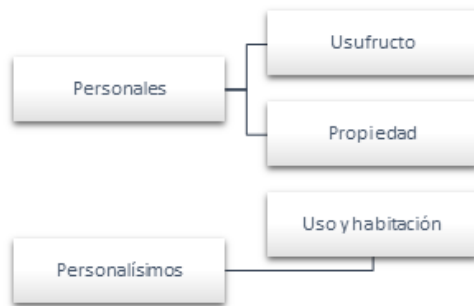 Usufructo
Personales
Propiedad
Uso y habitación
Personalísimos